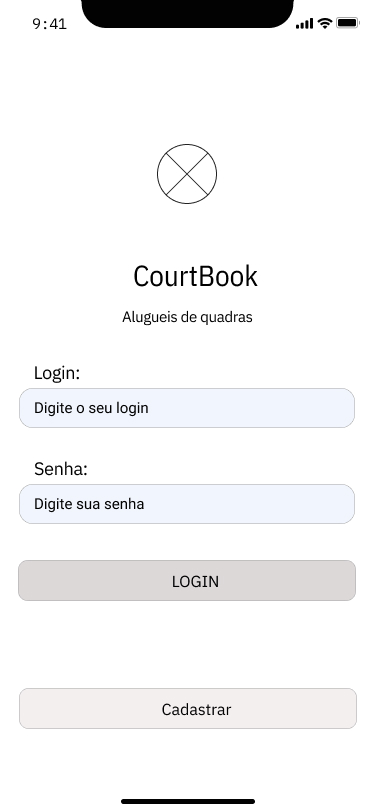 9:41
CourtBook
Alugueis de quadras
Login:
Digite o seu login
Senha:
Digite sua senha
LOGIN
Cadastrar